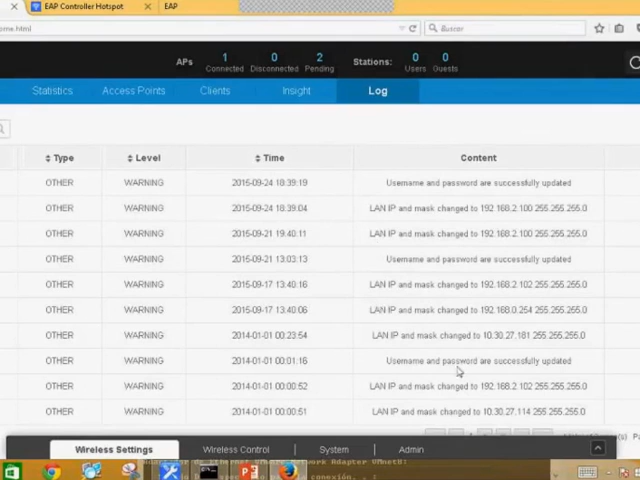 EAP Controller Hotspot × EAP
ome.html
Buscar
APs 1 Connected 0 Disconnected 2 Pending Stations: 0 Users 0 Guests
Statistics Access Points Clients Insight Log
Type Level Time Content
OTHER WARNING 2015-09-24 18:39:19 Username and password are successfully updated
OTHER WARNING 2015-09-24 18:39:04 LAN IP and mask changed to 192.168.2.100 255.255.255.0
OTHER WARNING 2015-09-21 19:40:11 LAN IP and mask changed to 192.168.2.100 255.255.255.0
OTHER WARNING 2015-09-21 13:03:13 Username and password are successfully updated
OTHER WARNING 2015-09-17 13:40:16 LAN IP and mask changed to 192.168.2.102 255.255.255.0
OTHER WARNING 2015-09-17 13:40:06 LAN IP and mask changed to 192.168.0.254 255.255.255.0
OTHER WARNING 2014-01-01 00:23:54 LAN IP and mask changed to 10.30.27.181 255.255.255.0
OTHER WARNING 2014-01-01 00:01:16 Username and password are successfully updated
OTHER WARNING 2014-01-01 00:00:52 LAN IP and mask changed to 192.168.2.102 255.255.255.0
OTHER WARNING 2014-01-01 00:00:51 LAN IP and mask changed to 10.30.27.114 255.255.255.0
Wireless Settings Wireless Control System Admin